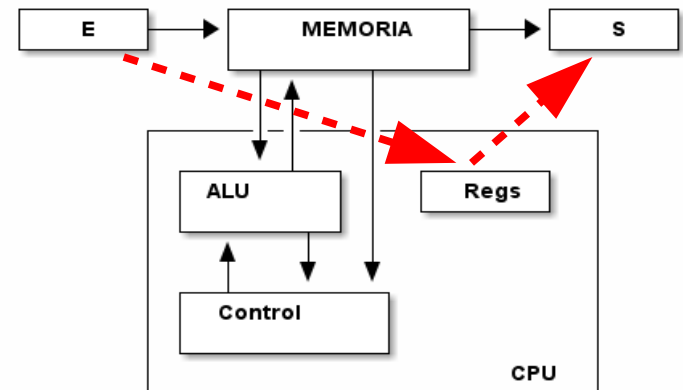 E
MEMORIA
S
ALU
Regs
Control
CPU